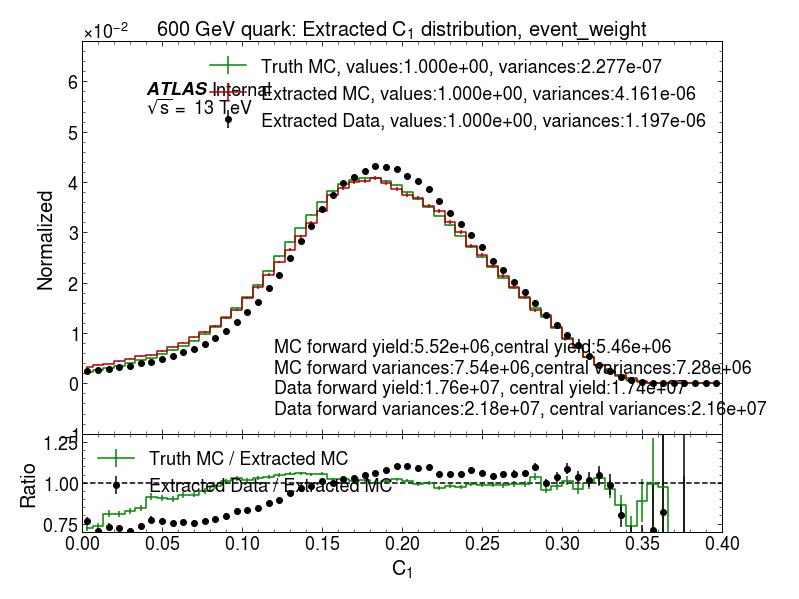 ×10⁻²
600 GeV quark: Extracted C₁ distribution, event_weight
Truth MC, values:1.000e+00, variances:2.277e-07
ATLAS Internal
Extracted MC, values:1.000e+00, variances:4.161e-06
√s = 13 TeV
Extracted Data, values:1.000e+00, variances:1.197e-06
6
5
4
3
2
1
0
Normalized
MC forward yield:5.52e+06,central yield:5.46e+06
MC forward variances:7.54e+06,central variances:7.28e+06
Data forward yield:1.76e+07, central yield:1.74e+07
Data forward variances:2.18e+07, central variances:2.16e+07
1.25
1.00
0.75
Ratio
Truth MC / Extracted MC
Extracted Data / Extracted MC
0.00 0.05 0.10 0.15 0.20 0.25 0.30 0.35 0.40
C₁